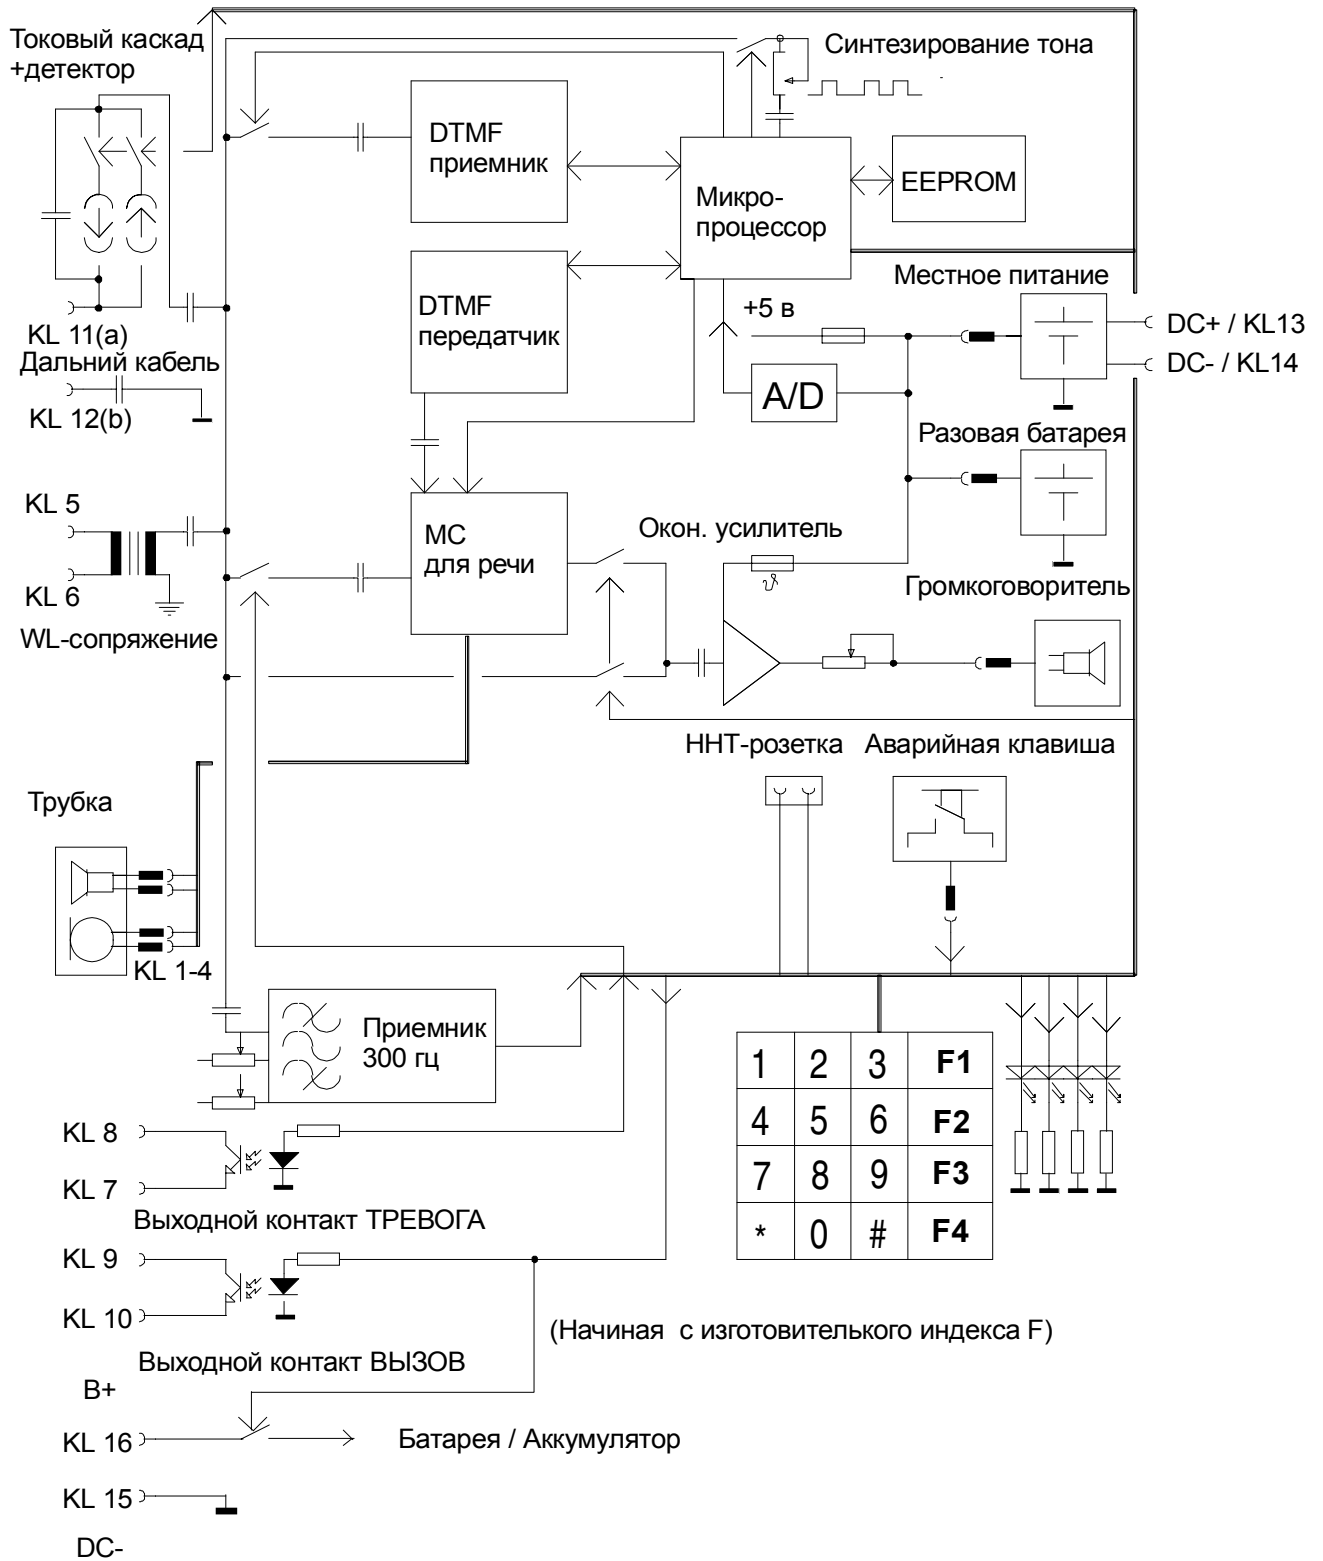 Токовый каскад
+детектор
Синтезирование тона
DTMF
приемник
Микро-
процессор
EEPROM
DTMF
передатчик
Местное питание
+5 в
DC+ / KL13
DC- / KL14
A/D
KL 11(a)
Дальний кабель
KL 12(b)
Разовая батарея
KL 5
KL 6
WL-сопряжение
МС
для речи
Окон. усилитель
ϑ
Громкоговоритель
ННТ-розетка
Аварийная клавиша
Трубка
KL 1-4
Приемник
300 гц
1 2 3 F1
4 5 6 F2
7 8 9 F3
* 0 # F4
KL 8
KL 7
Выходной контакт ТРЕВОГА
KL 9
KL 10
(Начиная с изготовителького индекса F)
Выходной контакт ВЫЗОВ
B+
KL 16
Батарея / Аккумулятор
KL 15
DC-